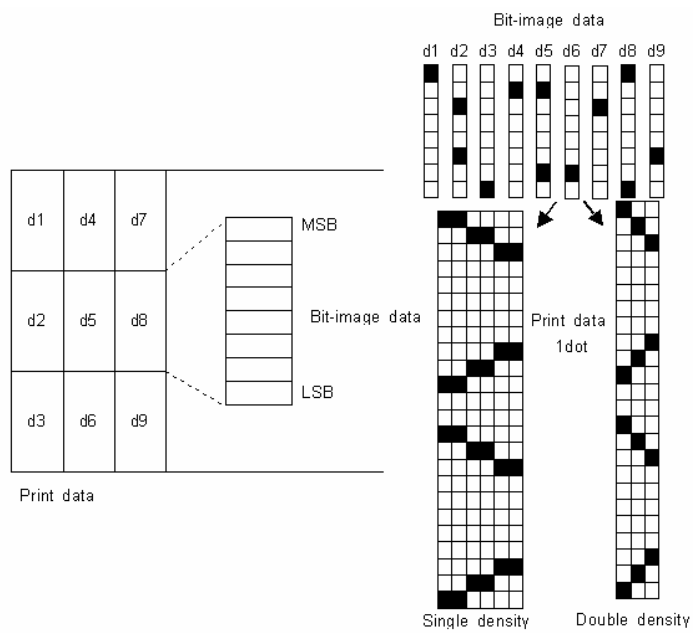 Bit-image data
d1 d2 d3 d4 d5 d6 d7 d8 d9
d1 d4 d7
d2 d5 d8
d3 d6 d9
Print data
MSB
Bit-image data
LSB
Print data
1dot
Single density
Double density